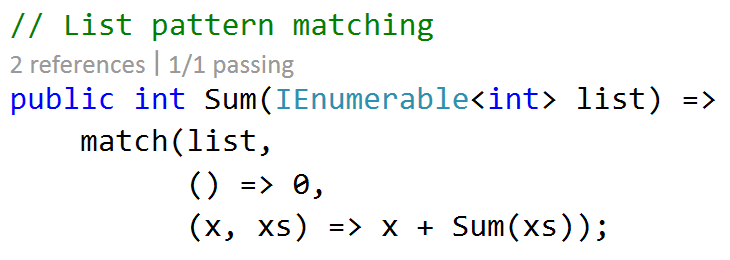 // List pattern matching
2 references | 1/1 passing
public int Sum(IEnumerable<int> list) =>
match(list,
() => 0,
(x, xs) => x + Sum(xs));